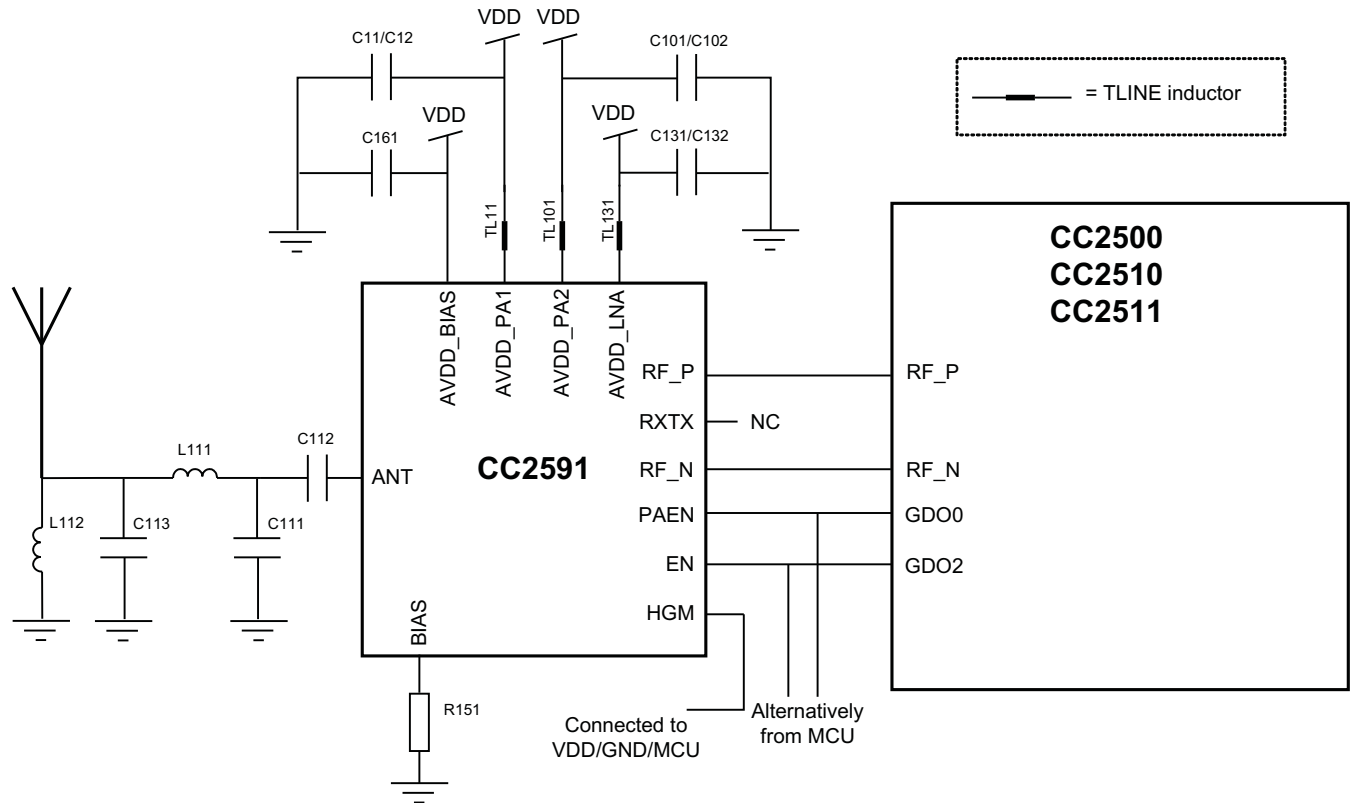 VDD VDD
C11/C12
C101/C102
= TLINE inductor
VDD
VDD
C161
C131/C132
TL11
TL101
TL131
CC2500
CC2510
CC2511
AVDD_BIAS
AVDD_PA1
AVDD_PA2
AVDD_LNA
RF_P
RF_P
RXTX
NC
C112
L111
ANT
CC2591
RF_N
RF_N
PAEN
GDO0
L112
C113
C111
EN
GDO2
HGM
BIAS
R151
Connected to
VDD/GND/MCU
Alternatively
from MCU